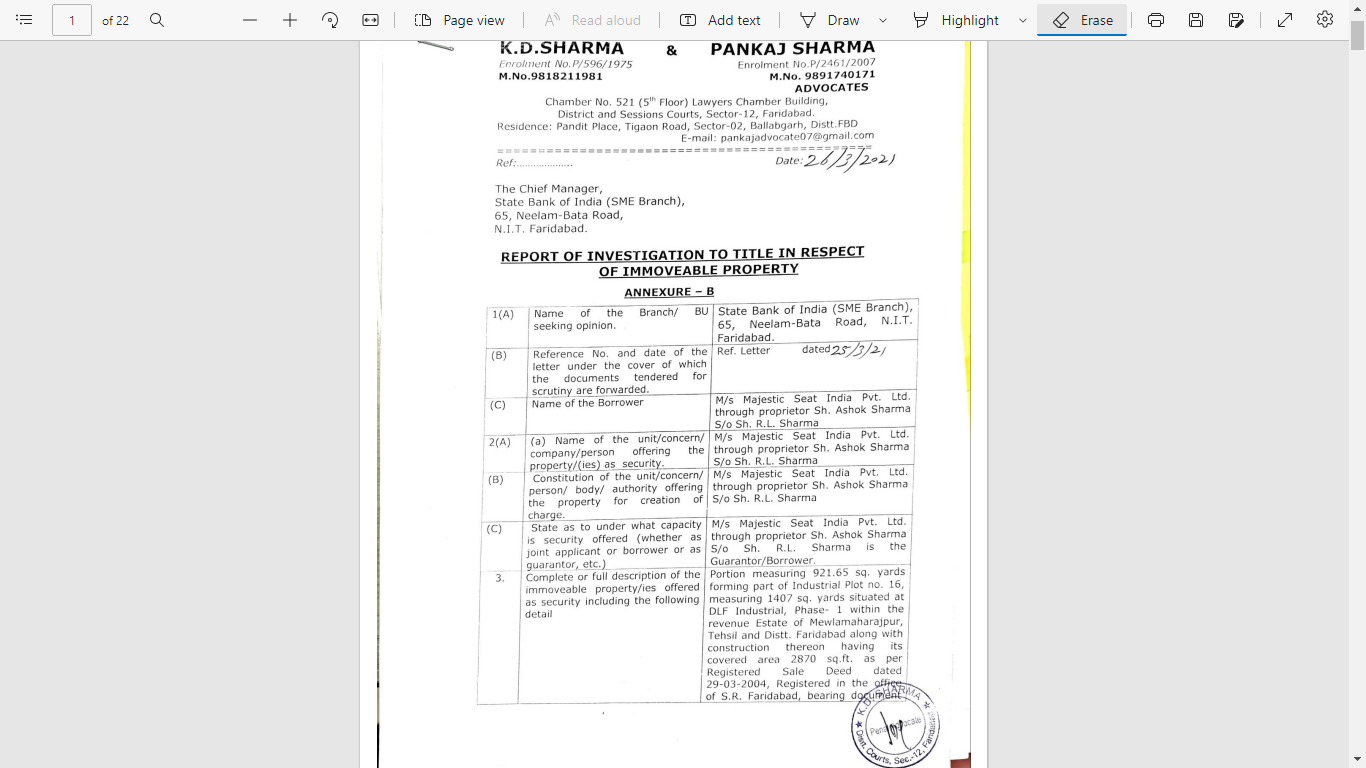 1 of 22 Page view Read aloud Add text Draw Highlight Erase
K.D.SHARMA & PANKAJ SHARMA
Enrolment No.P/596/1975 Enrolment No.P/2461/2007
M.No.9818211981 M.No. 9891740171
ADVOCATES
Chamber No. 521 (5th Floor) Lawyers Chamber Building,
District and Sessions Courts, Sector-12, Faridabad.
Residence: Pandit Place, Tigaon Road, Sector-02, Ballabgarh, Distt.FBD
E-mail: pankajadvocate07@gmail.com
Ref:................... Date: 26/3/2021
The Chief Manager,
State Bank of India (SME Branch),
65, Neelam-Bata Road,
N.I.T. Faridabad.
REPORT OF INVESTIGATION TO TITLE IN RESPECT
OF IMMOVEABLE PROPERTY
ANNEXURE – B
1(A) Name of the Branch/ BU
seeking opinion.
State Bank of India (SME Branch),
65, Neelam-Bata Road, N.I.T.
Faridabad.
(B) Reference No. and date of the
letter under the cover of which
the documents tendered for
scrutiny are forwarded.
Ref. Letter dated 25/3/21
(C) Name of the Borrower
M/s Majestic Seat India Pvt. Ltd.
through proprietor Sh. Ashok Sharma
S/o Sh. R.L. Sharma
2(A) (a) Name of the unit/concern/
company/person offering the
property/(ies) as security.
M/s Majestic Seat India Pvt. Ltd.
through proprietor Sh. Ashok Sharma
S/o Sh. R.L. Sharma
(B) Constitution of the unit/concern/
person/ body/ authority offering
the property for creation of
charge.
M/s Majestic Seat India Pvt. Ltd.
through proprietor Sh. Ashok Sharma
S/o Sh. R.L. Sharma
(C) State as to under what capacity
is security offered (whether as
joint applicant or borrower or as
guarantor, etc.)
M/s Majestic Seat India Pvt. Ltd.
through proprietor Sh. Ashok Sharma
S/o Sh. R.L. Sharma is the
Guarantor/Borrower.
3. Complete or full description of the
immoveable property/ies offered
as security including the following
detail
Portion measuring 921.65 sq. yards
forming part of Industrial Plot no. 16,
measuring 1407 sq. yards situated at
DLF Industrial, Phase- 1 within the
revenue Estate of Mewlamaharajpur,
Tehsil and Distt. Faridabad along with
construction thereon having its
covered area 2870 sq.ft. as per
Registered Sale Deed dated
29-03-2004, Registered in the office
of S.R. Faridabad, bearing document
K.D. SHARMA
Advocate
Distt. Courts, Sec.-12, Faridabad